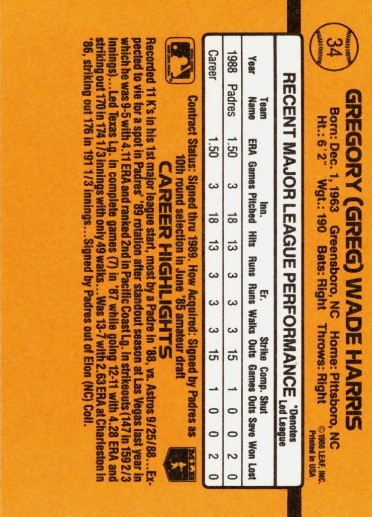 34
GREGORY (GREG) WADE HARRIS
Born: Dec. 1, 1963 Greensboro, NC Home: Pittsboro, NC
Ht.: 6' 2" Wgt.: 190 Bats: Right Throws: Right
© 1988 LEAF, INC.
Printed in USA
RECENT MAJOR LEAGUE PERFORMANCE *Denotes Led League
Year Team Name ERA Games Inn. Pitched Hits Runs Er. Runs Walks Strike Outs Comp. Games Shut Outs Save Won Lost
1988 Padres 1.50 3 18 13 3 3 3 15 1 0 0 2 0
Career 1.50 3 18 13 3 3 3 15 1 0 0 2 0
Contract Status: Signed thru 1989. How Acquired: Signed by Padres as
10th round selection in June '85 amateur draft
CAREER HIGHLIGHTS
MLB
Recorded 11 K's in his 1st major league start, most by a Padre in '88, vs. Astros 9/25/88...Ex-
pected to vie for a spot in Padres' '89 rotation after standout season at Las Vegas last year in
which he was 9-5 with 4.11 ERA and ranked 2nd in Pacific Coast Lg. in strikeouts (147 in 159 2/3
innings)...Led Texas Lg. in complete games (7) in '87 while going 12-11 with 4.28 ERA and
striking out 170 in 174 1/3 innings with only 49 walks...Was 13-7 with 2.63 ERA at Charleston in
'86, striking out 176 in 191 1/3 innings...Signed by Padres out of Elon (NC) Coll.